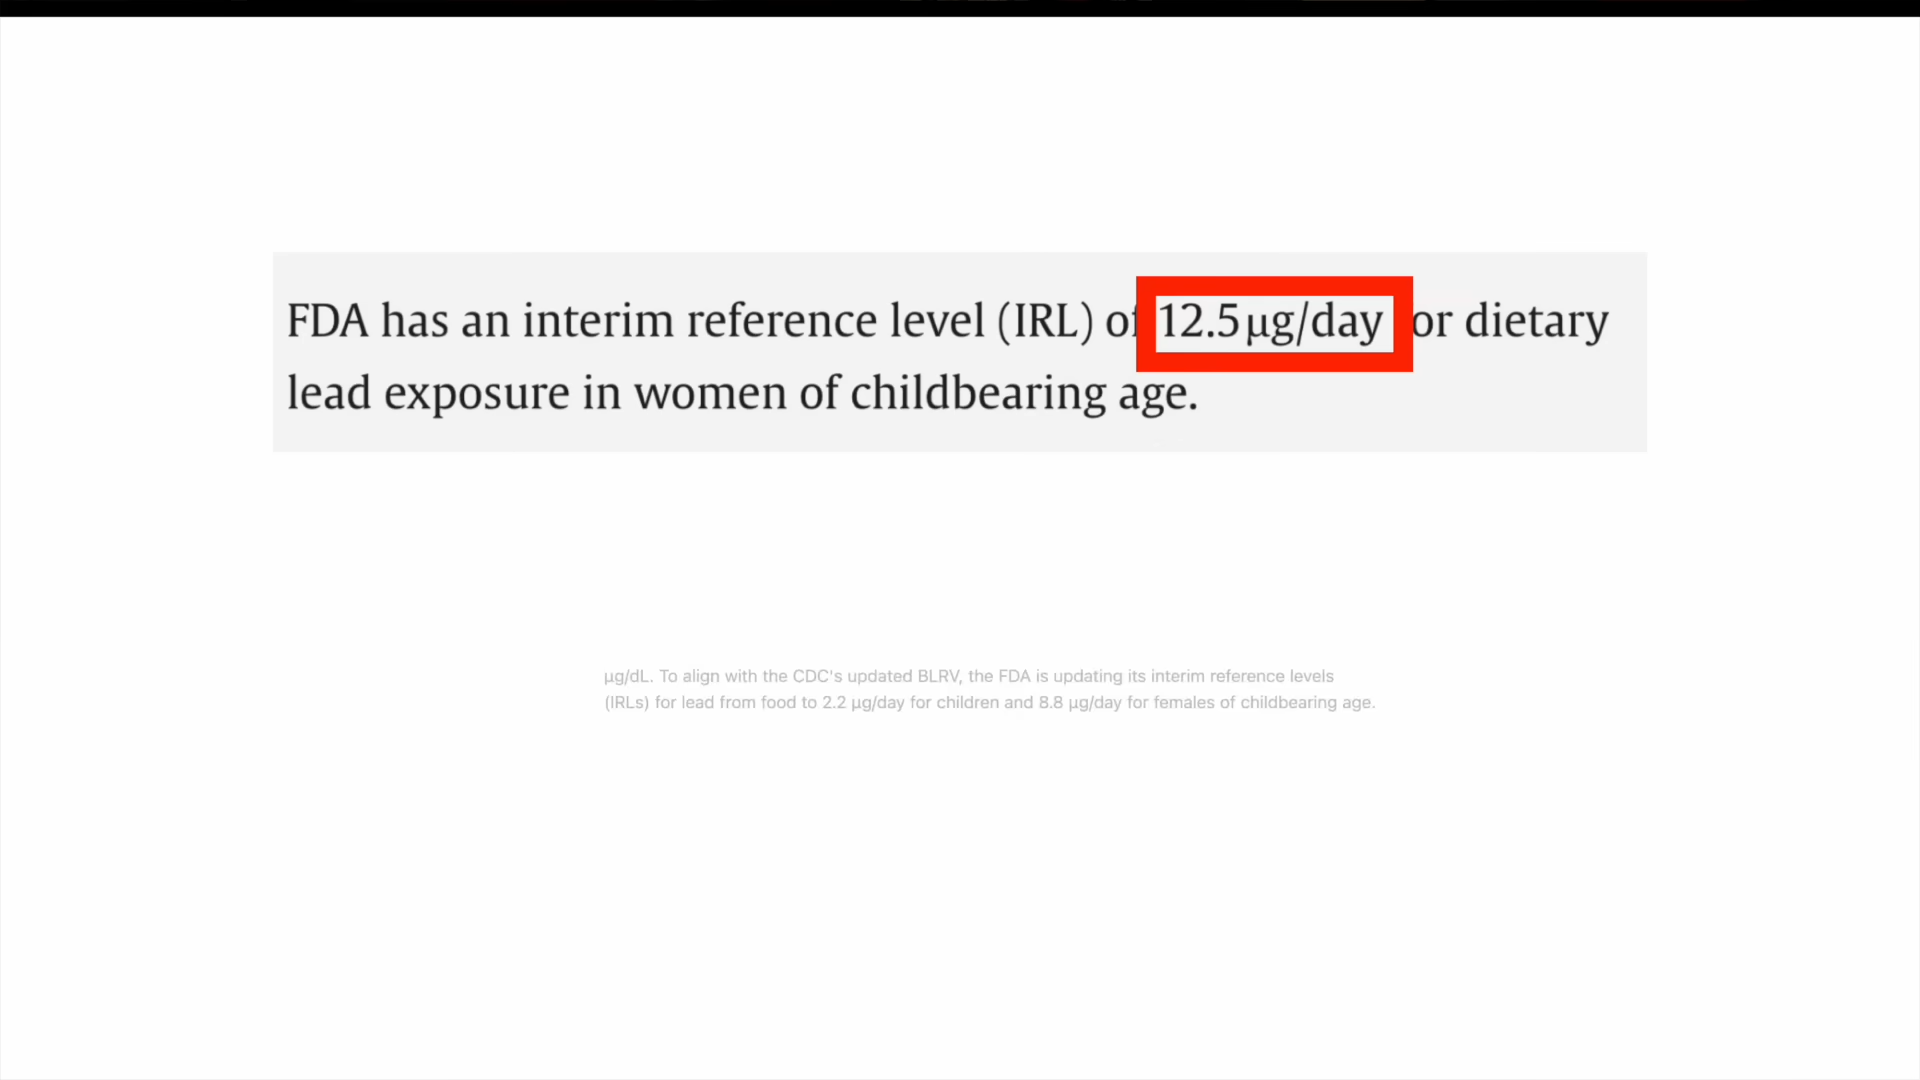 FDA has an interim reference level (IRL) of 12.5 µg/day for dietary
lead exposure in women of childbearing age.
µg/dL. To align with the CDC's updated BLRV, the FDA is updating its interim reference levels
(IRLs) for lead from food to 2.2 µg/day for children and 8.8 µg/day for females of childbearing age.